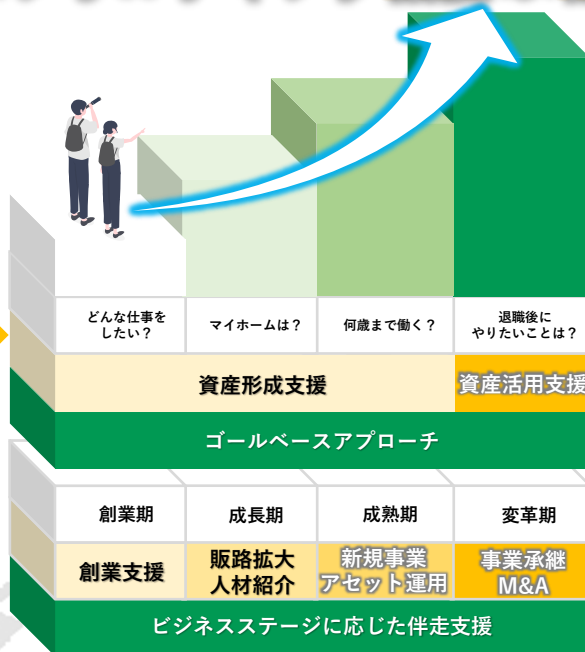 どんな仕事を
したい？
マイホームは？
何歳まで働く？
退職後に
やりたいことは？
資産形成支援
資産活用支援
ゴールベースアプローチ
創業期
成長期
成熟期
変革期
創業支援
販路拡大
人材紹介
新規事業
アセット運用
事業承継
M&A
ビジネスステージに応じた伴走支援